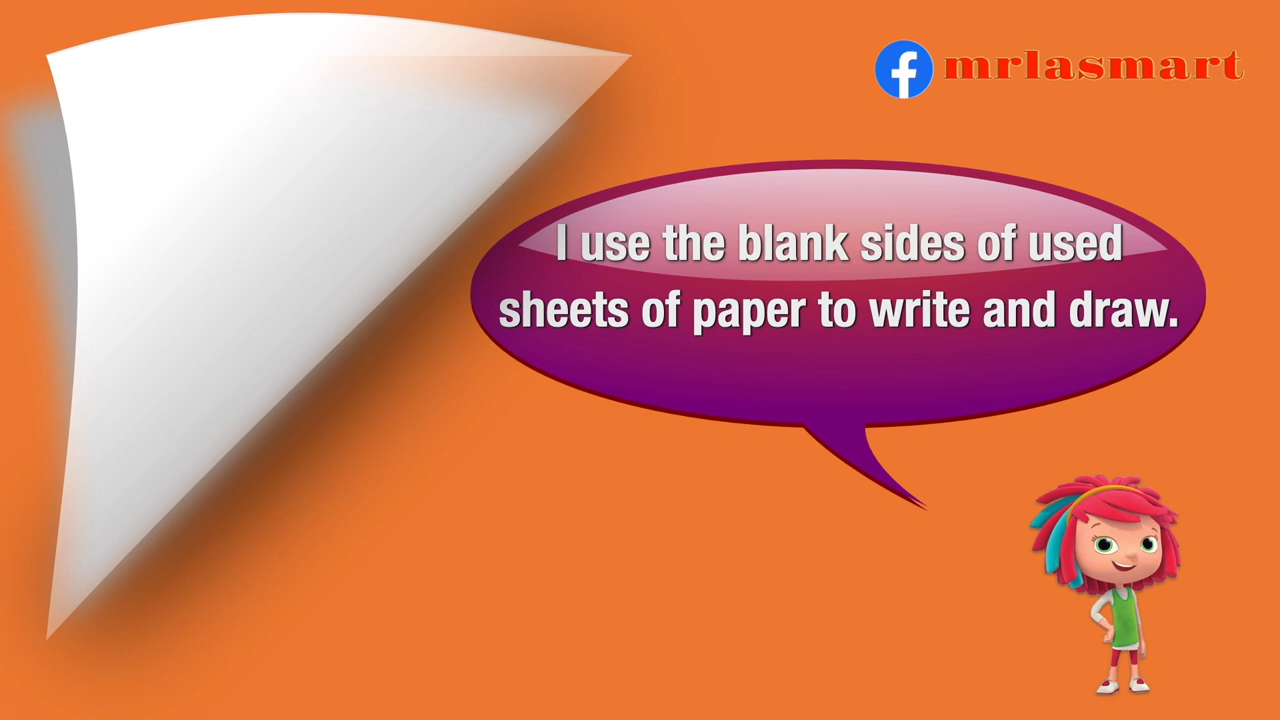 mrlasmart
I use the blank sides of used
sheets of paper to write and draw.